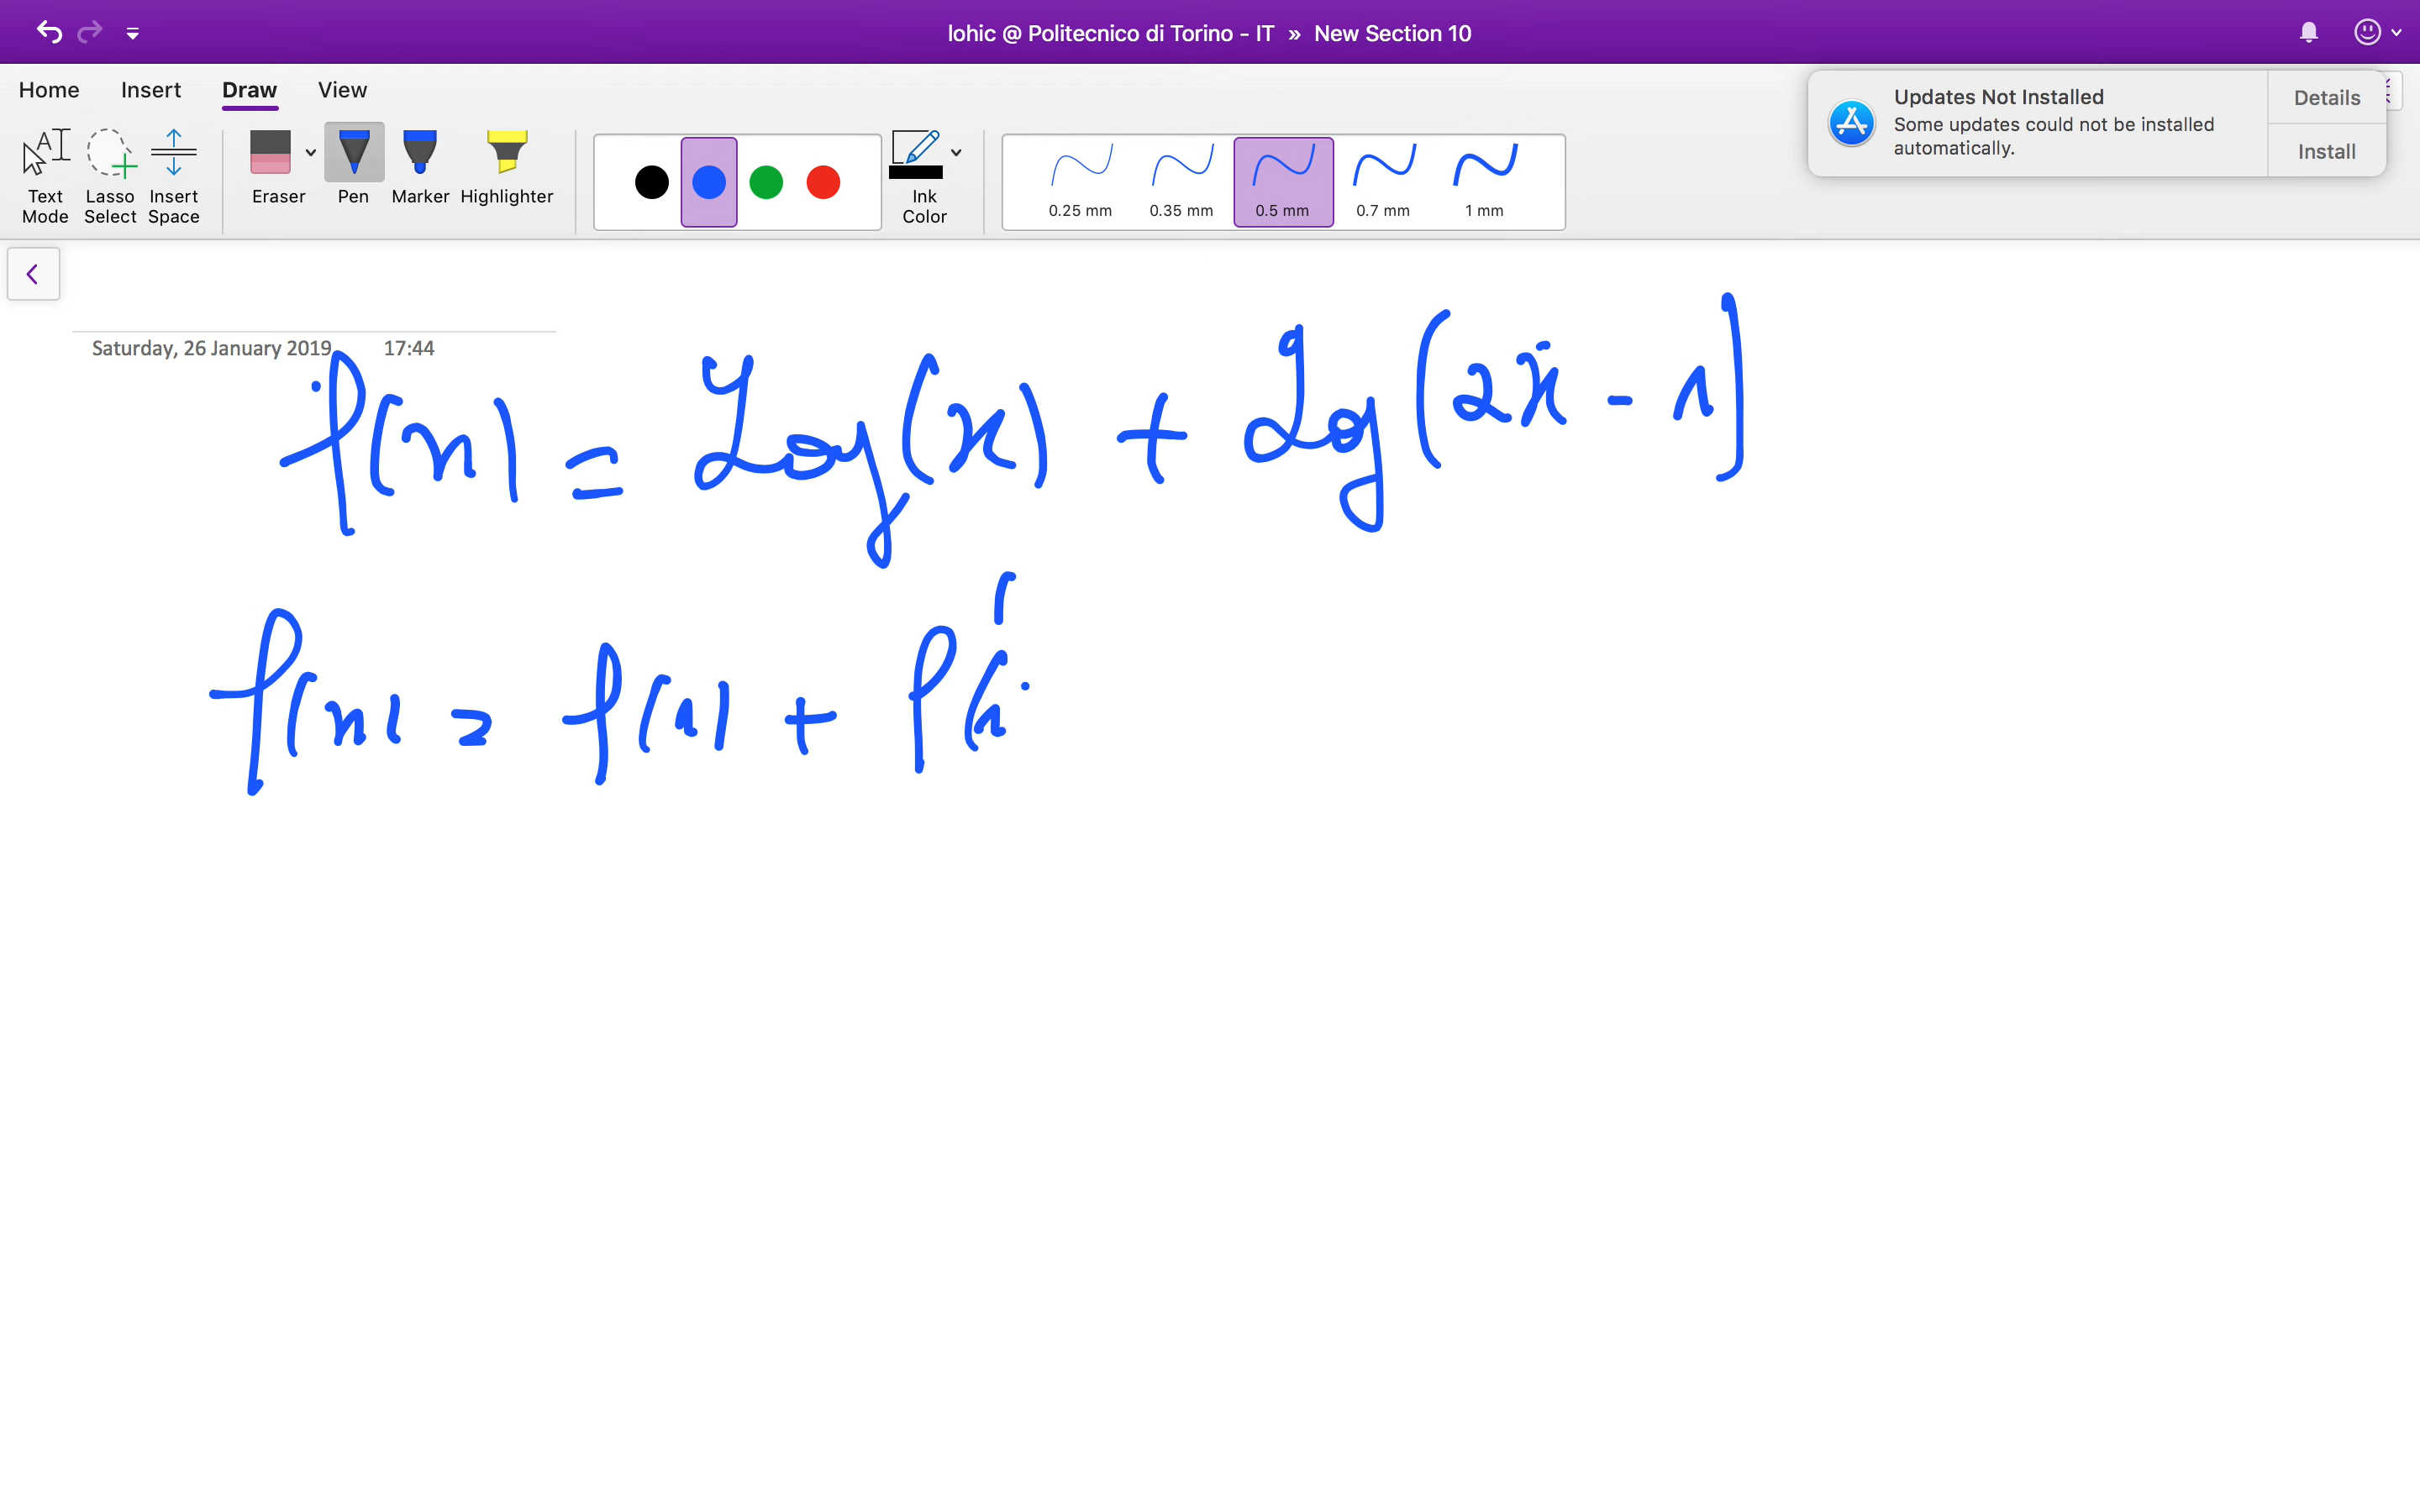 lohic @ Politecnico di Torino - IT » New Section 10
Home Insert Draw View
Updates Not Installed
Some updates could not be installed automatically.
Details
Install
Text Mode
Lasso Select
Insert Space
Eraser
Pen
Marker
Highlighter
Ink Color
0.25 mm
0.35 mm
0.5 mm
0.7 mm
1 mm
Saturday, 26 January 2019 17:44
f(x) = Log(x) + Log(2x - 1)
f(x) = f(1) + f